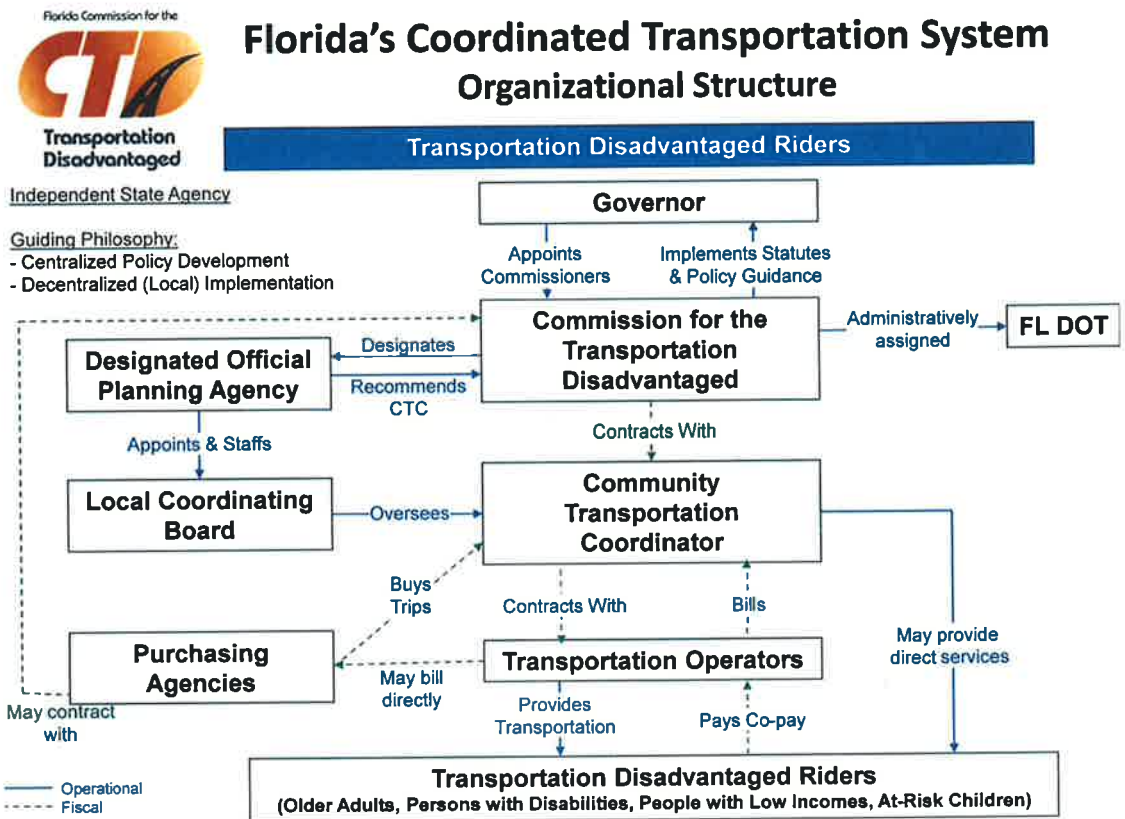 Florida Commission for the
CTD
Transportation
Disadvantaged
Florida's Coordinated Transportation System
Organizational Structure
Transportation Disadvantaged Riders
Independent State Agency
Guiding Philosophy:
- Centralized Policy Development
- Decentralized (Local) Implementation
Governor
Appoints
Commissioners
Implements Statutes
& Policy Guidance
Commission for the
Transportation
Disadvantaged
Administratively
assigned
FL DOT
Designated Official
Planning Agency
Designates
Recommends
CTC
Appoints & Staffs
Contracts With
Local Coordinating
Board
Oversees
Community
Transportation
Coordinator
Buys
Trips
Contracts With
Bills
May provide
direct services
Purchasing
Agencies
May bill
directly
Transportation Operators
May contract
with
Provides
Transportation
Pays Co-pay
Transportation Disadvantaged Riders
(Older Adults, Persons with Disabilities, People with Low Incomes, At-Risk Children)
Operational
Fiscal